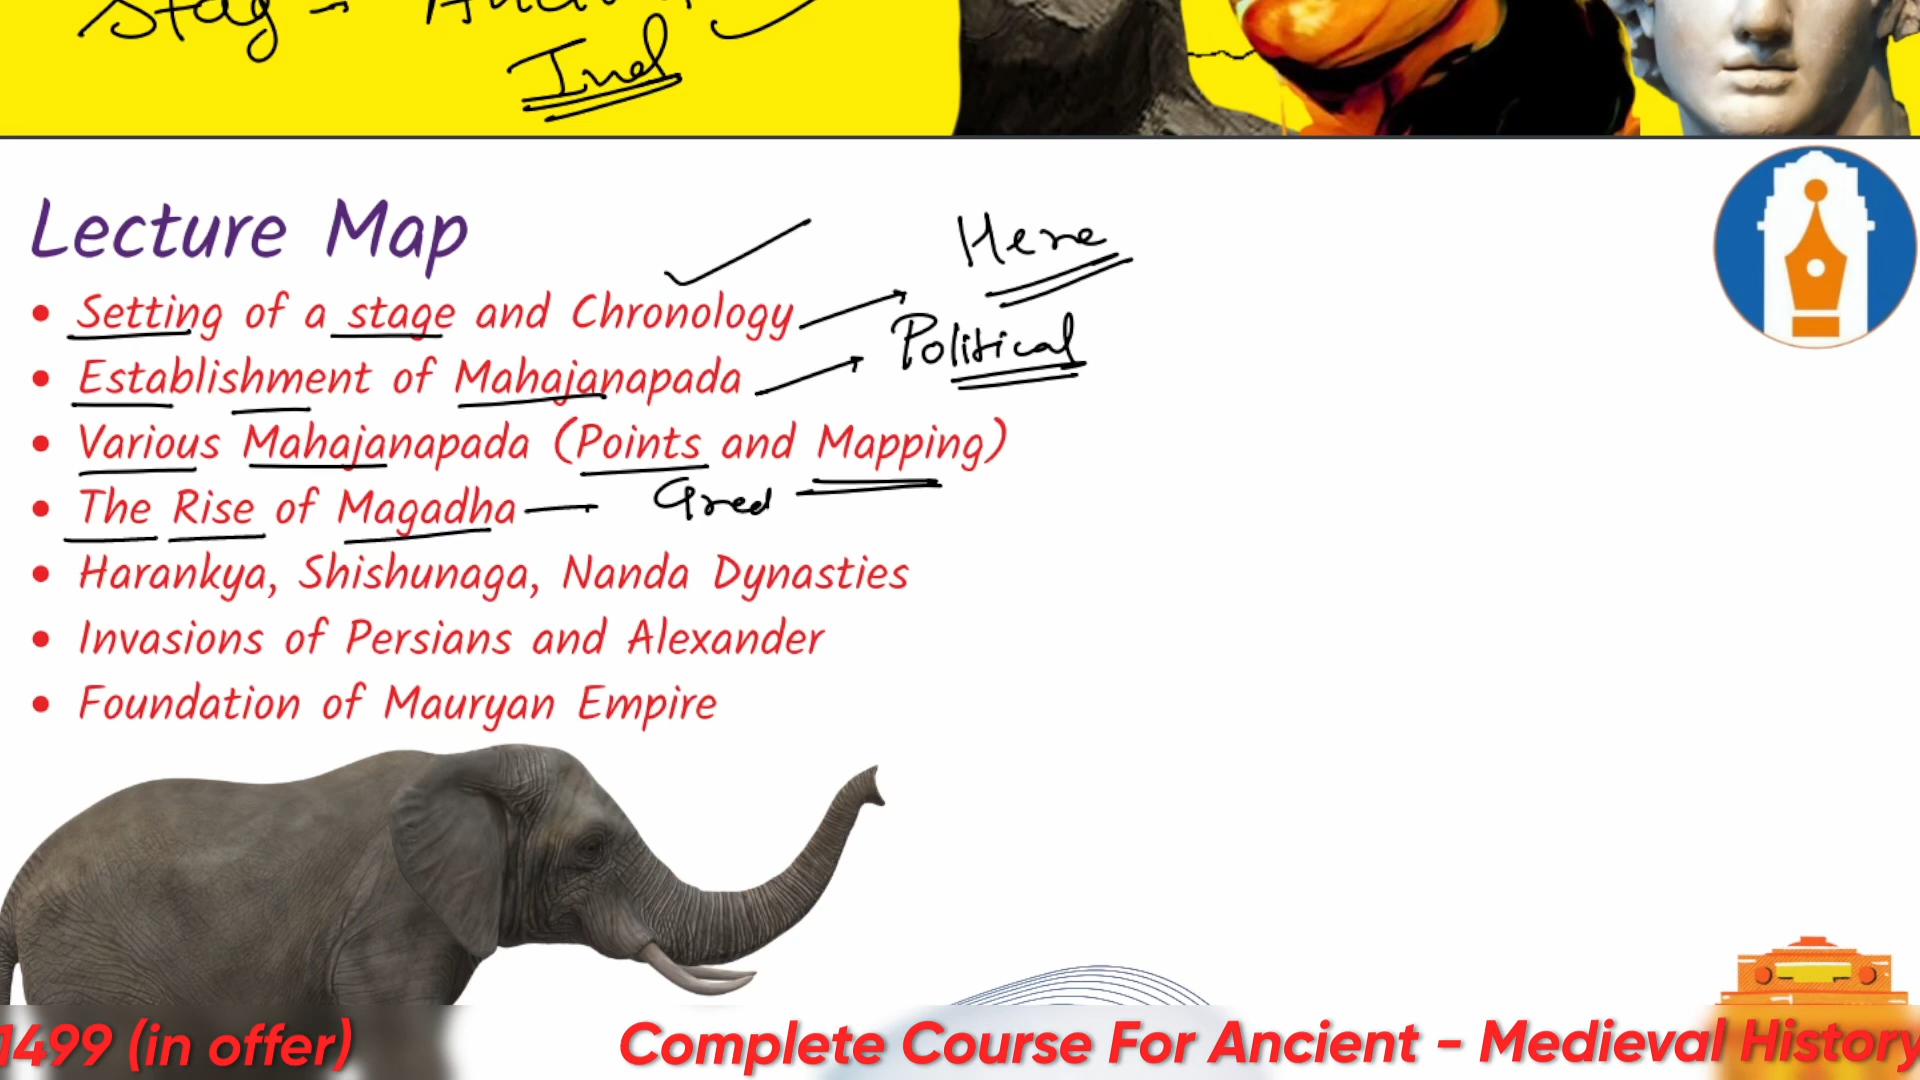 Stag - 
Ind
Lecture Map
Here
• Setting of a stage and Chronology
Political
• Establishment of Mahajanapada
• Various Mahajanapada (Points and Mapping)
• The Rise of Magadha
• Harankya, Shishunaga, Nanda Dynasties
• Invasions of Persians and Alexander
• Foundation of Mauryan Empire
1499 (in offer) Complete Course For Ancient - Medieval History